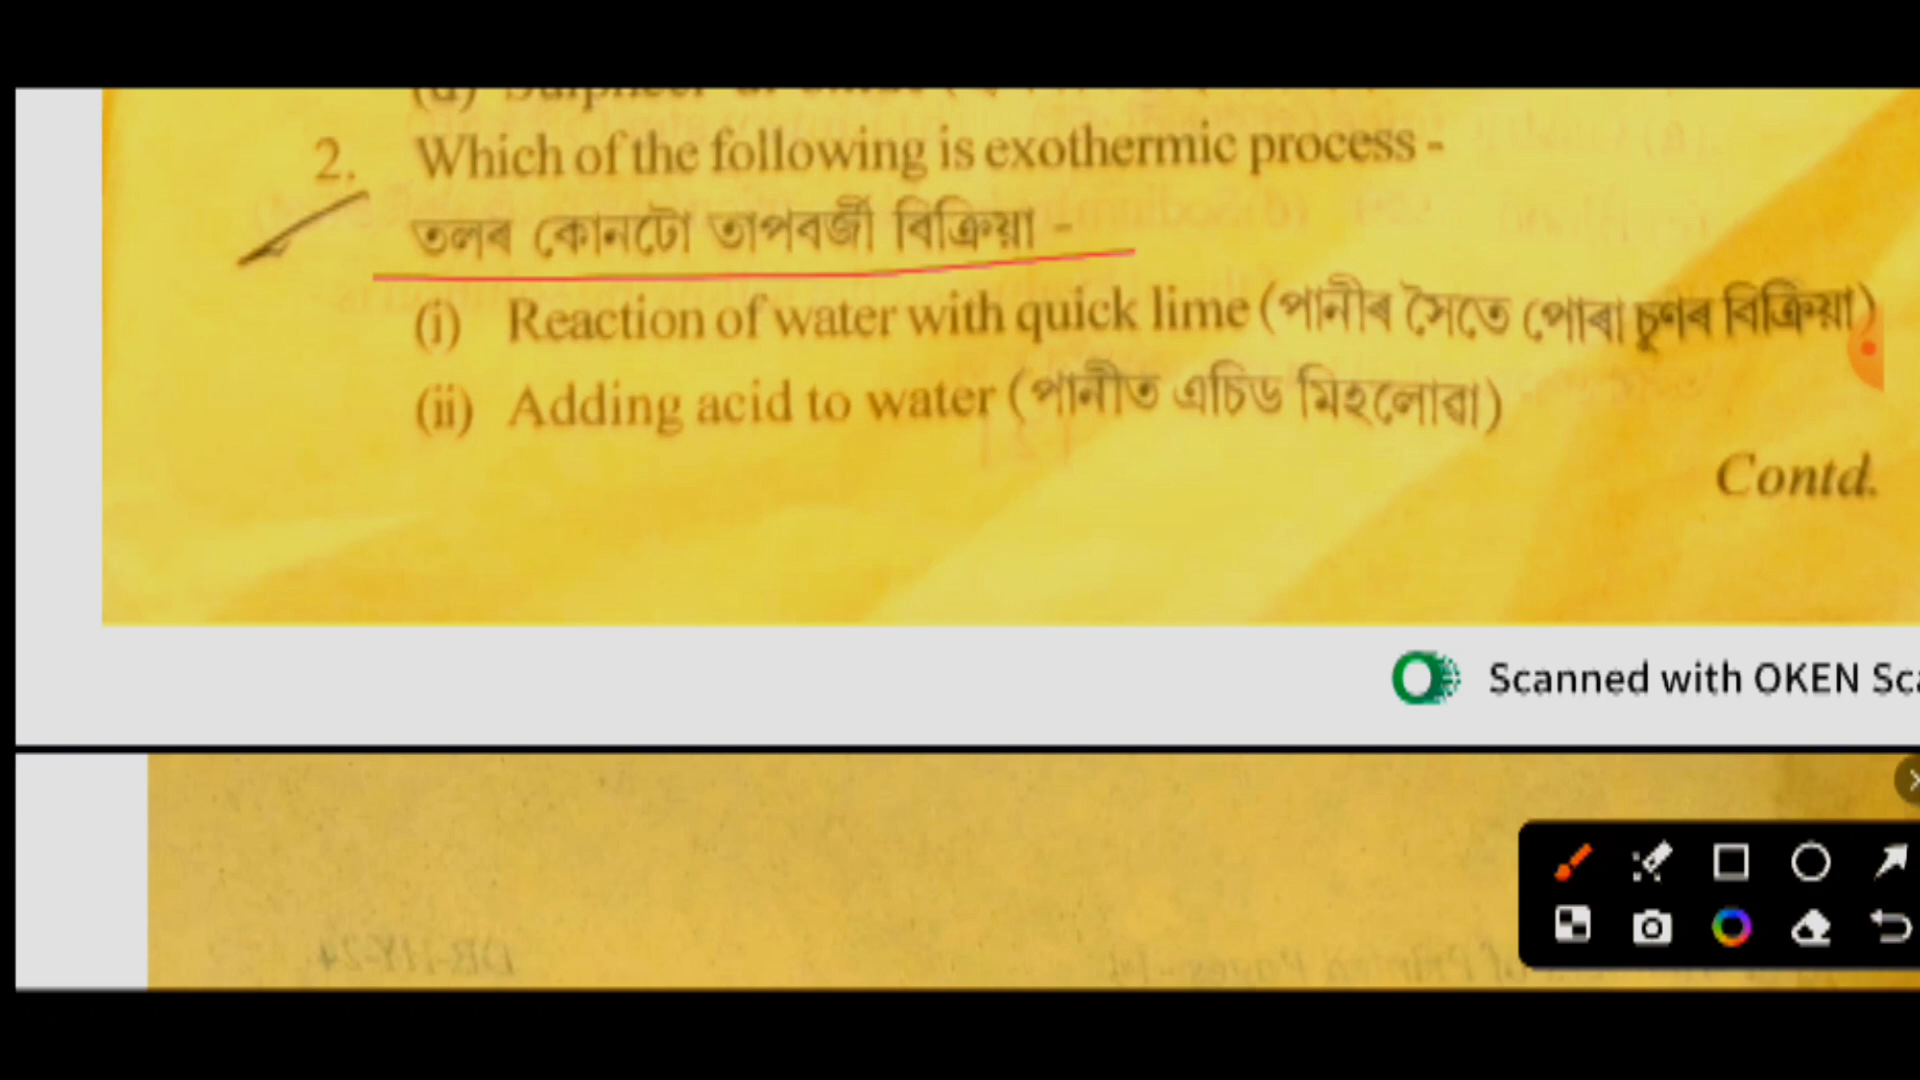 2. Which of the following is exothermic process -
তলৰ কোনটো তাপবৰ্জী বিক্ৰিয়া -
(i) Reaction of water with quick lime (পানীৰ সৈতে পোৰা চুণৰ বিক্ৰিয়া)
(ii) Adding acid to water (পানীত এচিড মিহলোৱা)
Contd.
Scanned with OKEN